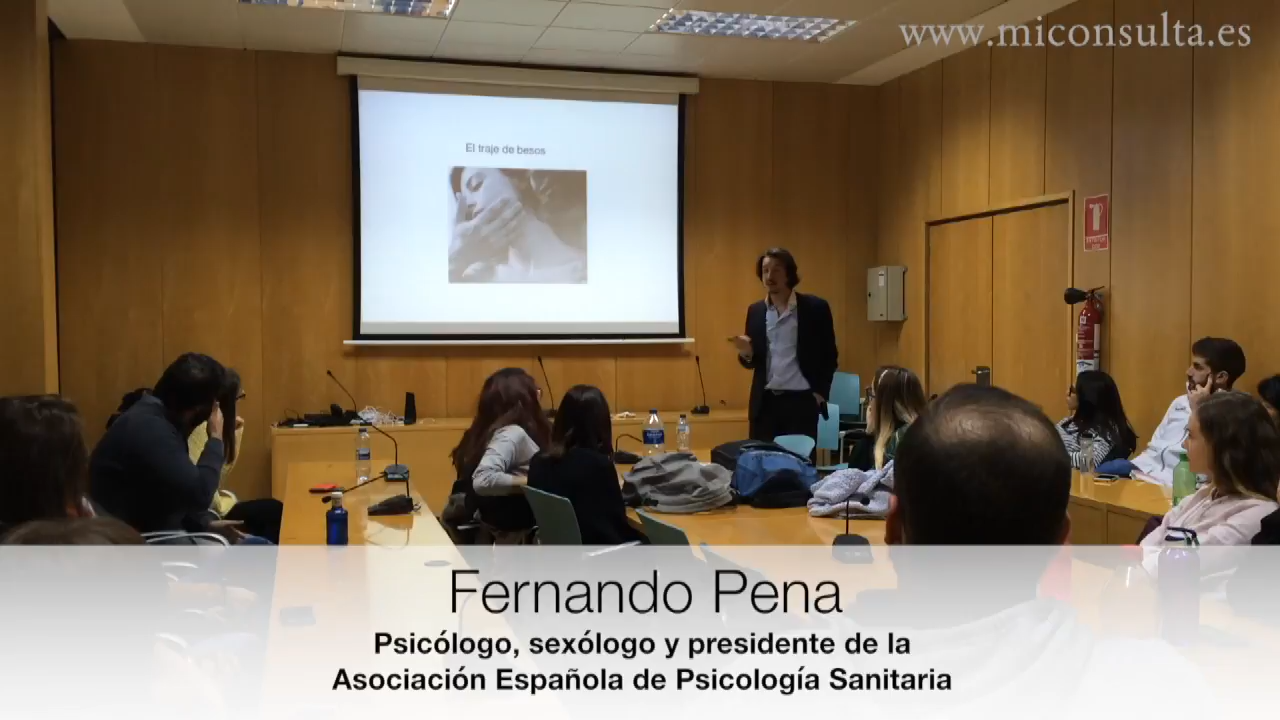 www.miconsulta.es
El traje de besos
Fernando Pena
Psicólogo, sexólogo y presidente de la
Asociación Española de Psicología Sanitaria